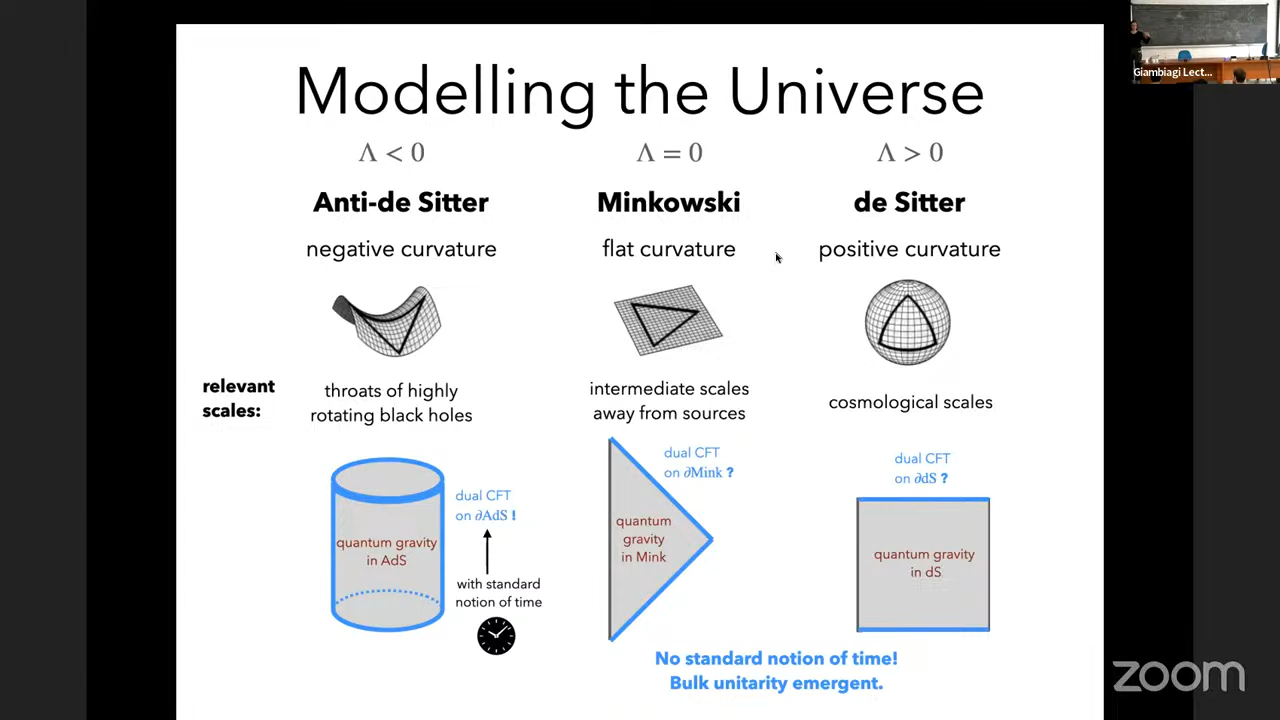 Modelling the Universe
Λ < 0
Λ = 0
Λ > 0
Anti-de Sitter
Minkowski
de Sitter
negative curvature
flat curvature
positive curvature
relevant
scales:
throats of highly
rotating black holes
intermediate scales
away from sources
cosmological scales
dual CFT
on ∂AdS !
with standard
notion of time
quantum gravity
in AdS
dual CFT
on ∂Mink ?
quantum
gravity
in Mink
dual CFT
on ∂dS ?
quantum gravity
in dS
No standard notion of time!
Bulk unitarity emergent.
Giambiagi Lect...
zoom